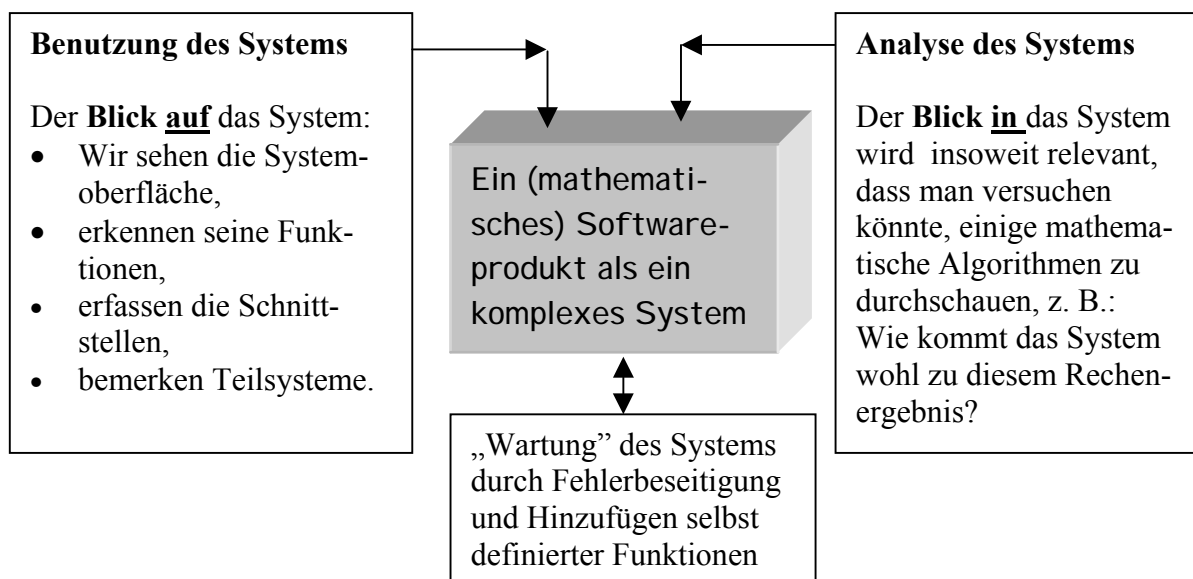 Benutzung des Systems
Der Blick auf das System:
• Wir sehen die System-
oberfläche,
• erkennen seine Funk-
tionen,
• erfassen die Schnitt-
stellen,
• bemerken Teilsysteme.
Ein (mathemati-
sches) Software-
produkt als ein
komplexes System
Analyse des Systems
Der Blick in das System
wird insoweit relevant,
dass man versuchen
könnte, einige mathema-
tische Algorithmen zu
durchschauen, z. B.:
Wie kommt das System
wohl zu diesem Rechen-
ergebnis?
„Wartung” des Systems
durch Fehlerbeseitigung
und Hinzufügen selbst
definierter Funktionen